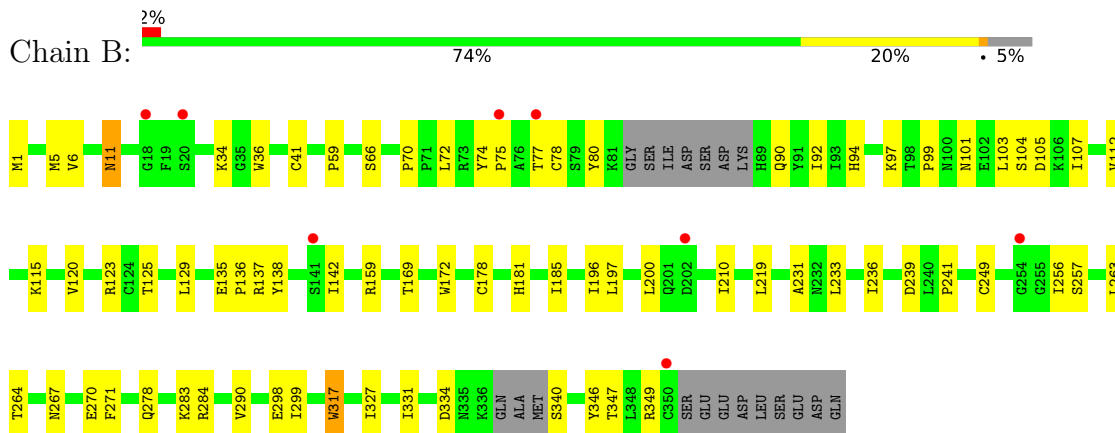 2%
Chain B:
74% 20% • 5%
M1 M5 V6 N11 G18 F19 S20 K34 G35 W36 C41 P59 S66 P70 P71 L72 R73 Y74 P75 A76 T77 C78 S79 Y80 K81 GLY SER ILE ASP SER ASP LYS H89 Q90 Y91 I92 I93 H94 K97 T98 P99 N100 N101 E102 L103 S104 D105 K106 I107
K115 V120 R123 C124 T125 L129 E135 P136 R137 Y138 S141 I142 R159 T169 W172 C178 H181 I185 I196 L197 L200 Q201 D202 I210 L219 A231 N232 L233 I236 D239 L240 P241 C249 G254 G255 I256 S257 L263
T264 N267 E270 F271 Q278 K283 R284 V290 E298 I299 W317 I327 I331 D334 N335 K336 GLN ALA MET S340 Y346 T347 L348 R349 C350 SER GLU GLU ASP LEU SER GLU ASP GLN